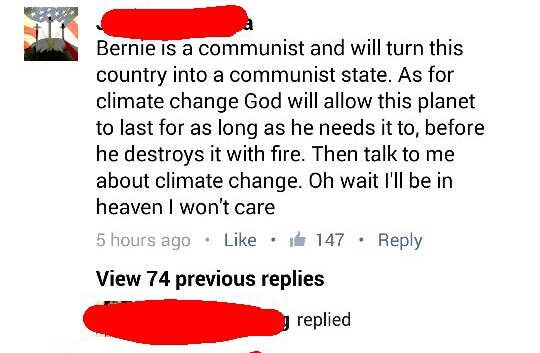 Bernie is a communist and will turn this
country into a communist state. As for
climate change God will allow this planet
to last for as long as he needs it to, before
he destroys it with fire. Then talk to me
about climate change. Oh wait I'll be in
heaven I won't care
5 hours ago • Like • 147 • Reply
View 74 previous replies
replied